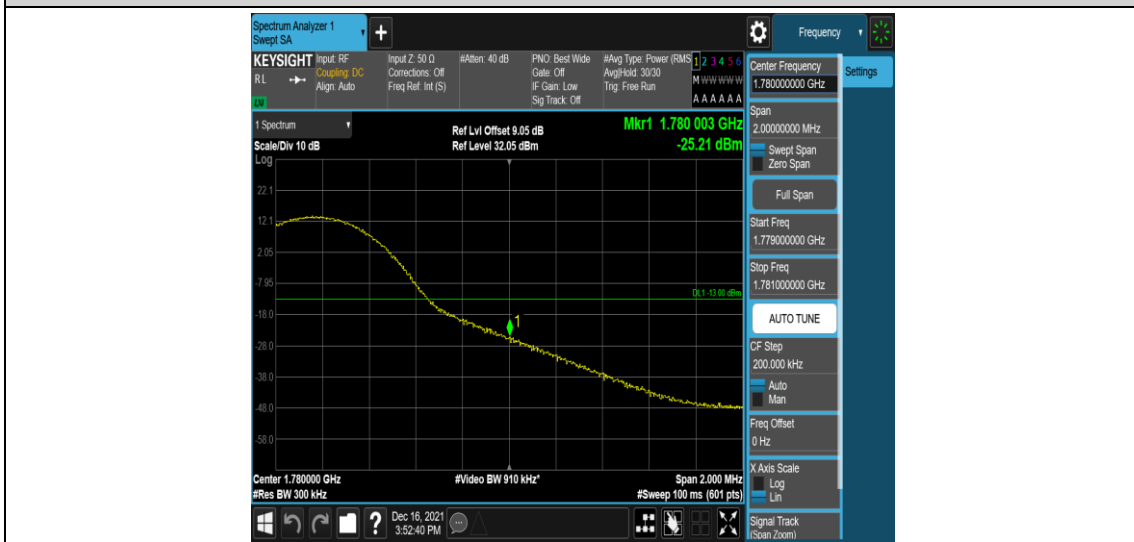 Spectrum Analyzer 1
Swept SA
+
Frequency
KEYSIGHT
RL
LXI
Input: RF
Coupling: DC
Align: Auto
Input Z: 50 Ω
Corrections: Off
Freq Ref: Int (S)
#Atten: 40 dB
PNO: Best Wide
Gate: Off
IF Gain: Low
Sig Track: Off
#Avg Type: Power (RMS
Avg|Hold: 30/30
Trig: Free Run
1 2 3 4 5 6
M W W W W W
A A A A A A
1 Spectrum
Scale/Div 10 dB
Log
Ref Lvl Offset 9.05 dB
Ref Level 32.05 dBm
Mkr1 1.780 003 GHz
-25.21 dBm
22.1
12.1
2.05
-7.95
-18.0
-28.0
-38.0
-48.0
-58.0
DL1 -13.00 dBm
1
Center 1.780000 GHz
#Res BW 300 kHz
#Video BW 910 kHz*
Span 2.000 MHz
#Sweep 100 ms (601 pts)
?
Dec 16, 2021
3:52:40 PM
Center Frequency
1.780000000 GHz
Settings
Span
2.00000000 MHz
Swept Span
Zero Span
Full Span
Start Freq
1.779000000 GHz
Stop Freq
1.781000000 GHz
AUTO TUNE
CF Step
200.000 kHz
Auto
Man
Freq Offset
0 Hz
X Axis Scale
Log
Lin
Signal Track
(Span Zoom)